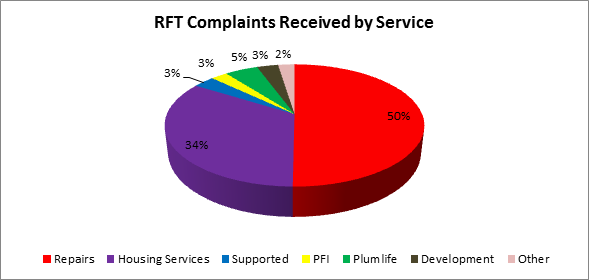 RFT Complaints Received by Service
3% 3% 5% 3% 2%
50%
34%
Repairs Housing Services Supported PFI Plumlife Development Other